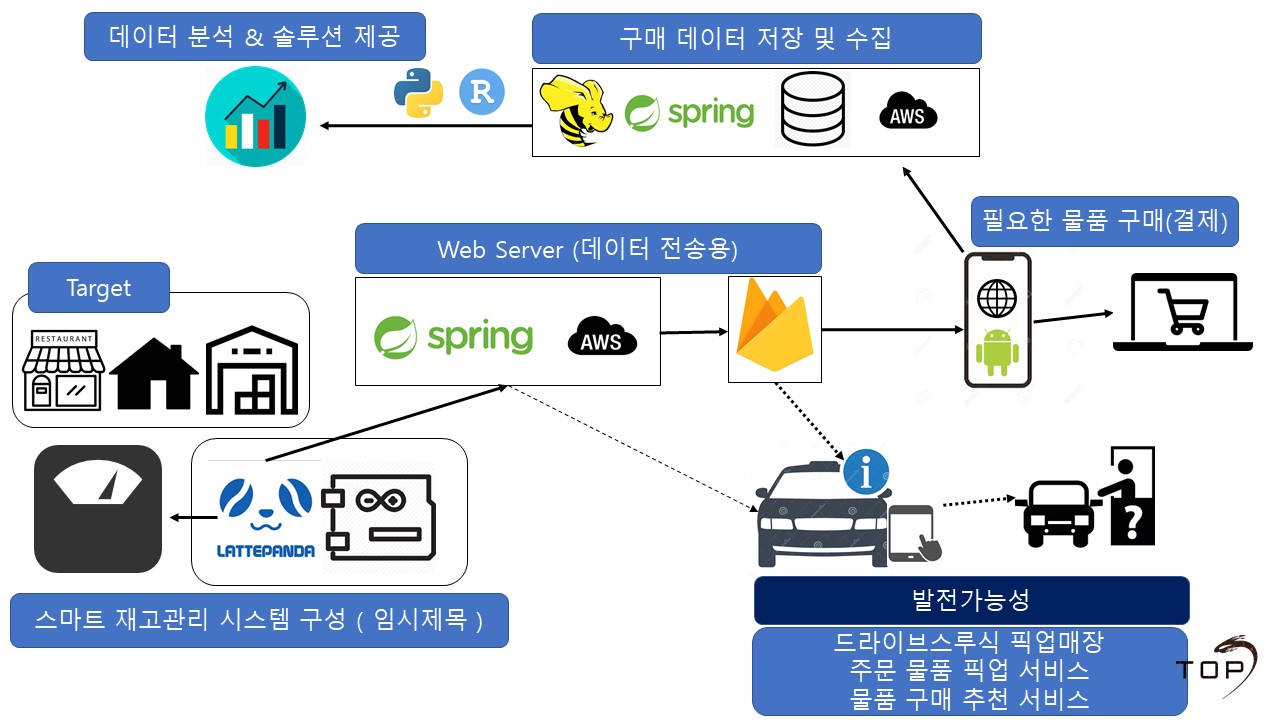 데이터 분석 & 솔루션 제공
구매 데이터 저장 및 수집
R
spring
AWS
필요한 물품 구매(결제)
Web Server (데이터 전송용)
Target
RESTAURANT
spring
AWS
i
LATTEPANDA
?
스마트 재고관리 시스템 구성 ( 임시제목 )
발전가능성
드라이브스루식 픽업매장
주문 물품 픽업 서비스
물품 구매 추천 서비스
TOP